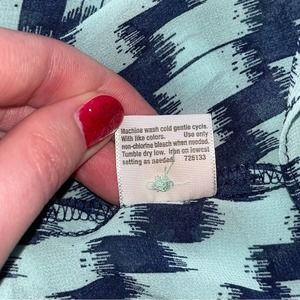 Machine wash cold gentle cycle.
With like colors. Use only
non-chlorine bleach when needed.
Tumble dry low. Iron on lowest
setting as needed. 725133